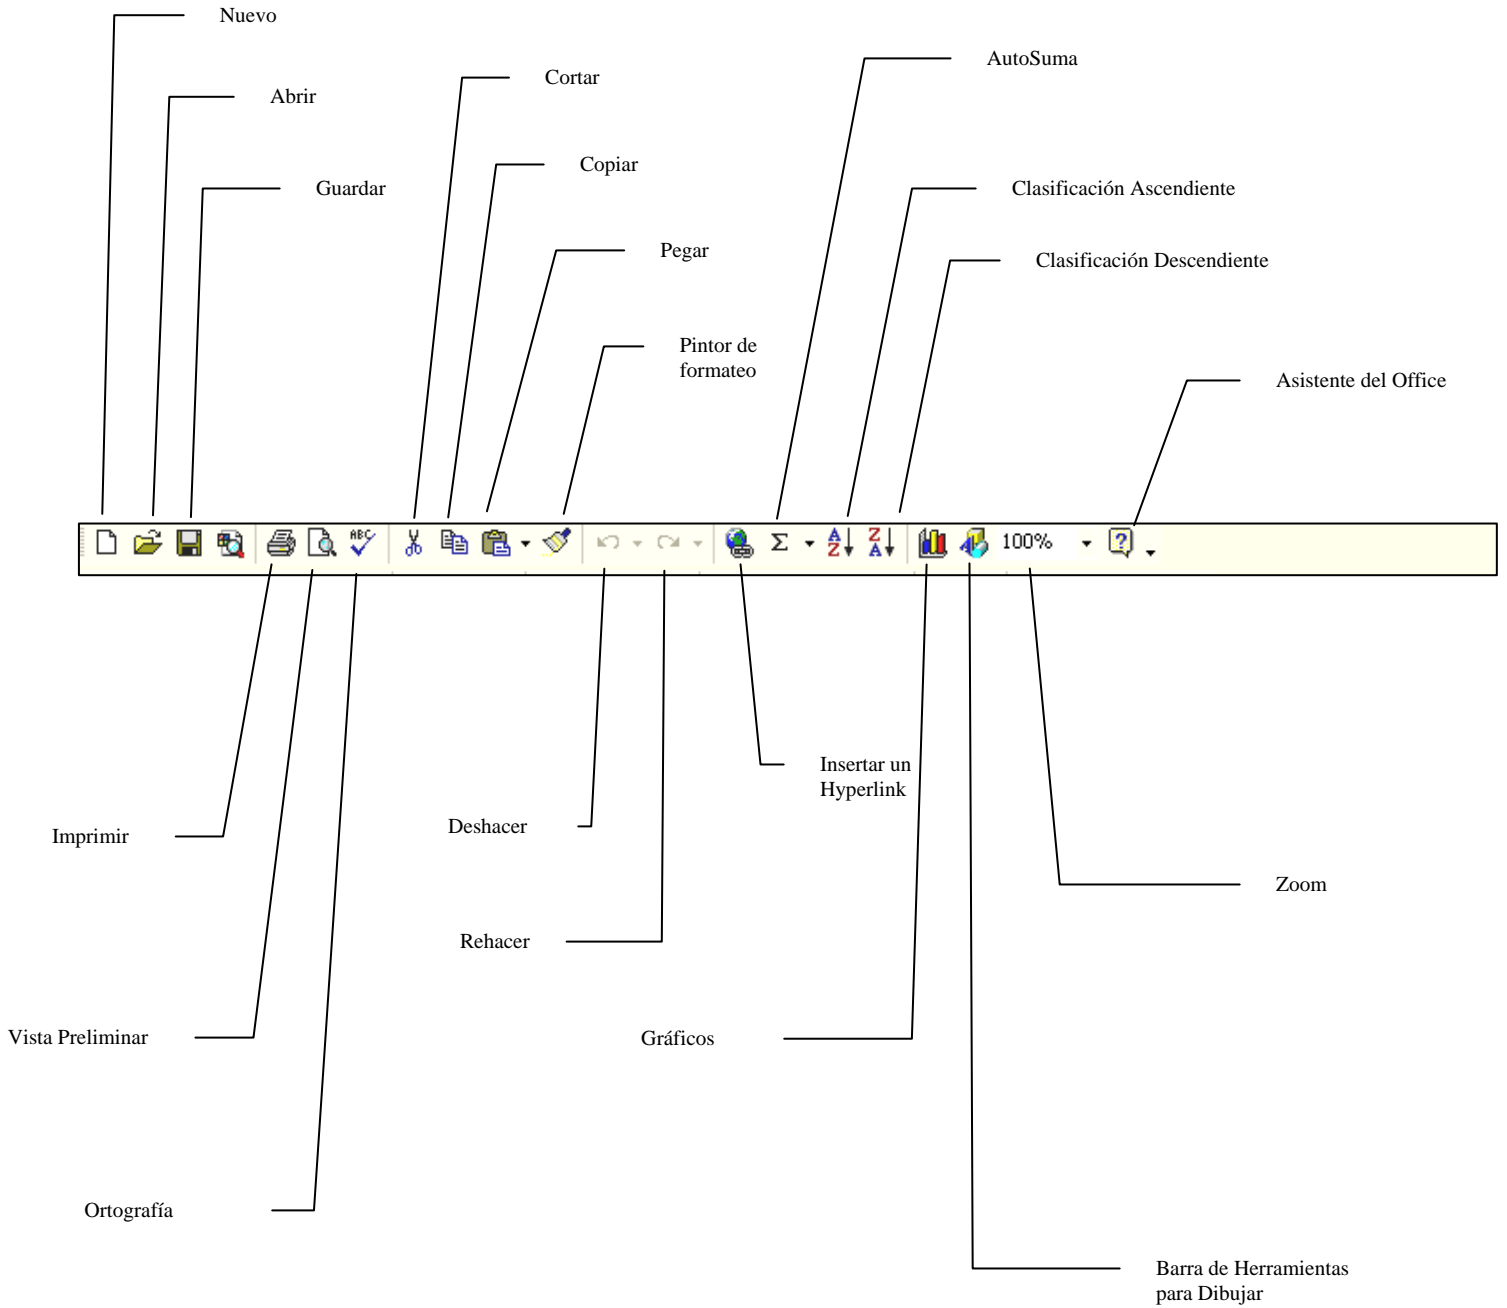 Nuevo
AutoSuma
Cortar
Abrir
Copiar
Guardar
Clasificación Ascendiente
Pegar
Clasificación Descendiente
Pintor de
formateo
Asistente del Office
ABC
Σ
A
Z
Z
A
100%
?
Insertar un
Hyperlink
Deshacer
Imprimir
Zoom
Rehacer
Vista Preliminar
Gráficos
Ortografía
Barra de Herramientas
para Dibujar